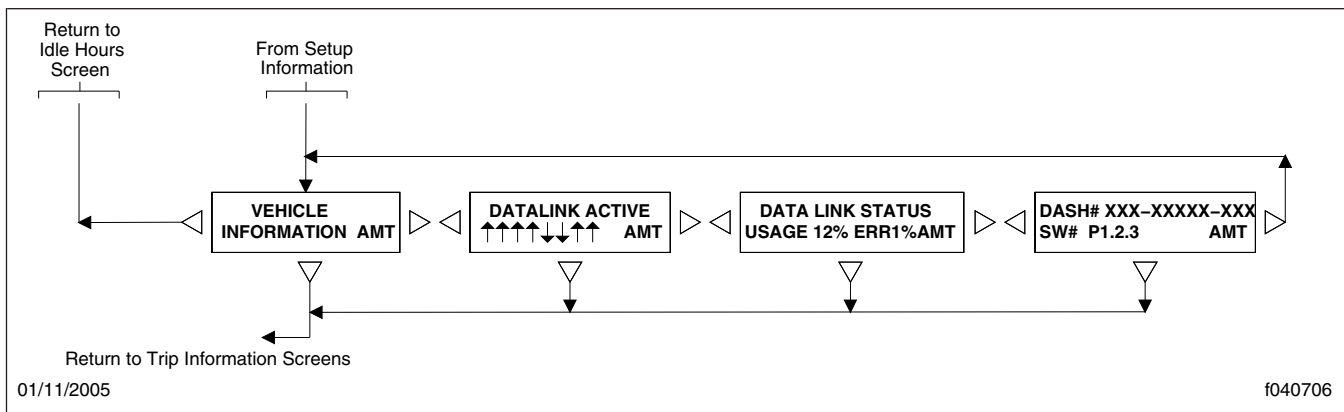 Return to
Idle Hours
Screen
From Setup
Information
VEHICLE
INFORMATION AMT
DATALINK ACTIVE
↑↑↑↑↓↓↑↑ AMT
DATA LINK STATUS
USAGE 12% ERR1%AMT
DASH# XXX–XXXXX–XXX
SW# P1.2.3 AMT
Return to Trip Information Screens
01/11/2005
f040706